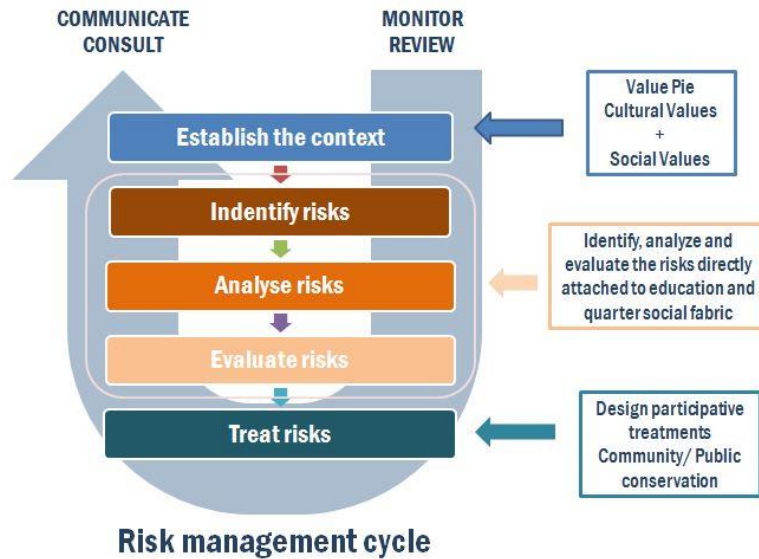 COMMUNICATE
CONSULT
MONITOR
REVIEW
Establish the context
Value Pie
Cultural Values
+
Social Values
Indentify risks
Analyse risks
Evaluate risks
Identify, analyze and
evaluate the risks directly
attached to education and
quarter social fabric
Treat risks
Design participative
treatments
Community/ Public
conservation
Risk management cycle